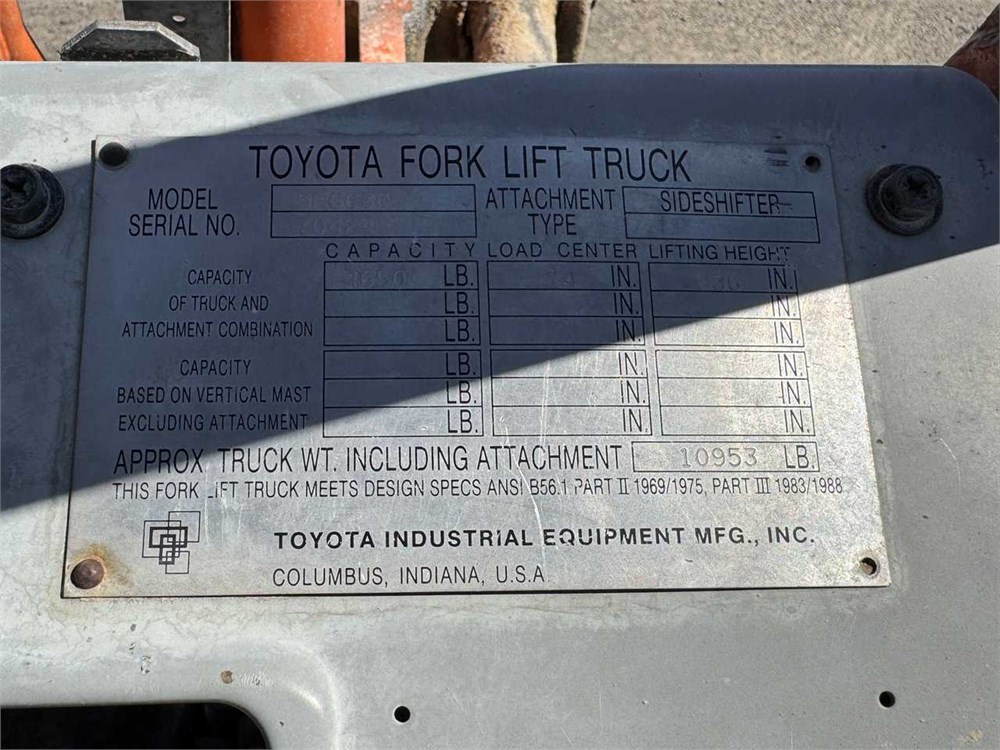 TOYOTA FORK LIFT TRUCK
MODEL ATTACHMENT SIDESHIFTER
SERIAL NO. TYPE
CAPACITY LOAD CENTER LIFTING HEIGHT
CAPACITY LB. IN. IN.
OF TRUCK AND LB. IN. IN.
ATTACHMENT COMBINATION LB. IN. IN.
CAPACITY LB. IN. IN.
BASED ON VERTICAL MAST LB. IN. IN.
EXCLUDING ATTACHMENT LB. IN. IN.
APPROX. TRUCK WT. INCLUDING ATTACHMENT 10953 LB.
THIS FORK LIFT TRUCK MEETS DESIGN SPECS ANSI B56.1 PART II 1969/1975, PART III 1983/1988
TOYOTA INDUSTRIAL EQUIPMENT MFG., INC.
COLUMBUS, INDIANA, U.S.A